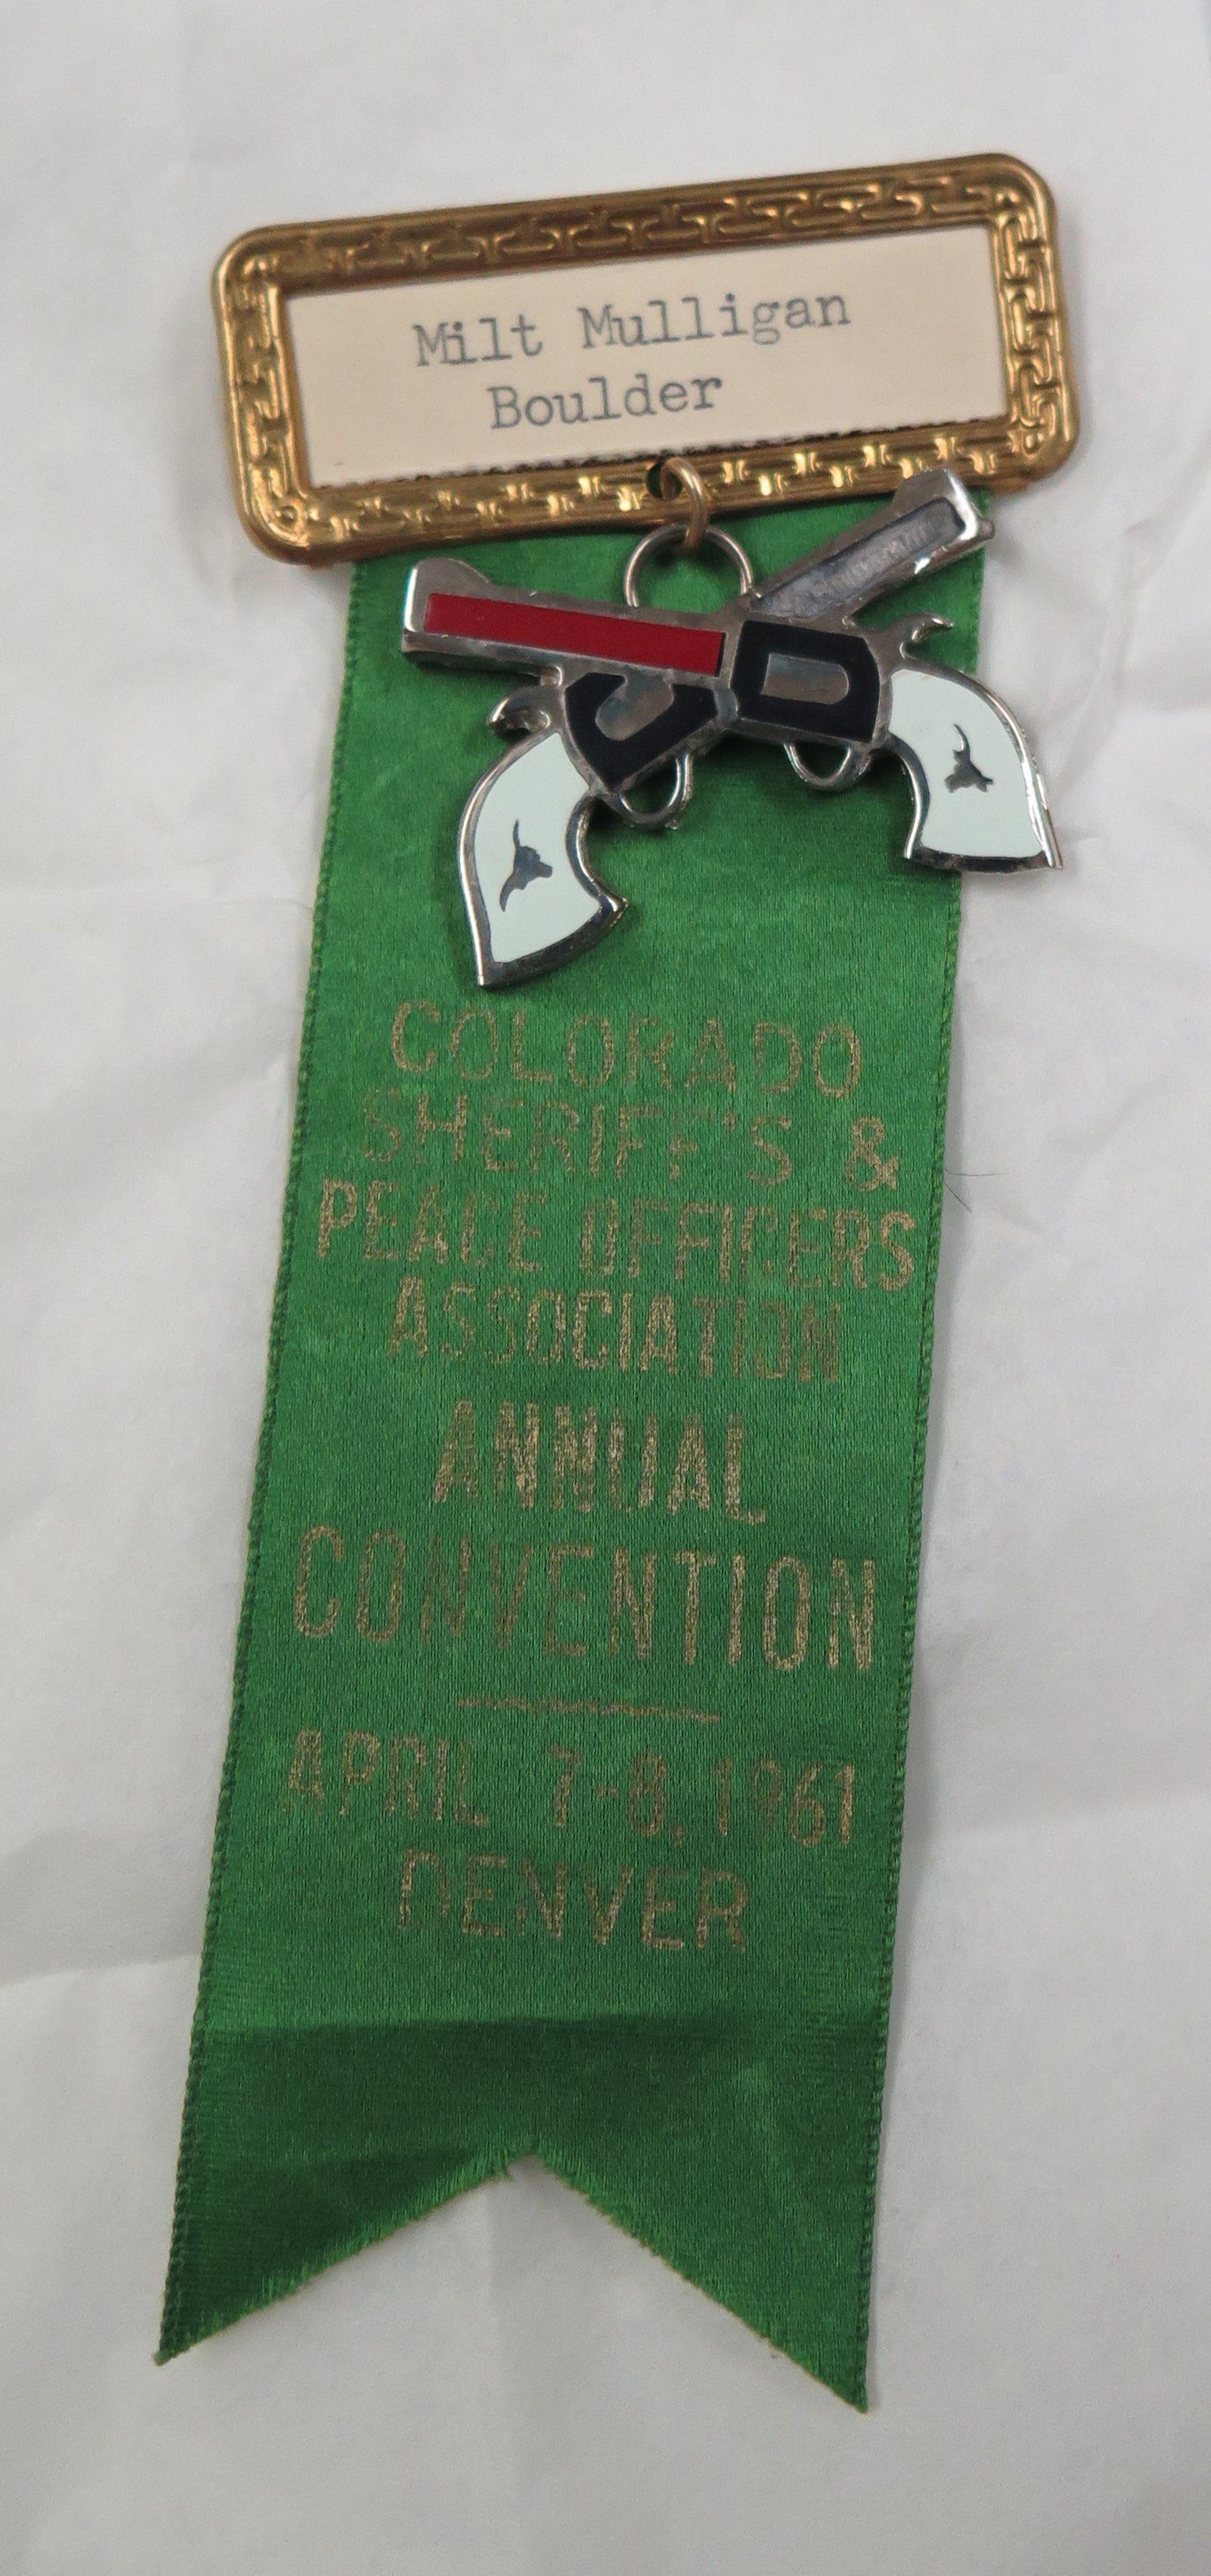 Milt Mulligan
Boulder
COLORADO
SHERIFF'S &
PEACE OFFICERS
ASSOCIATION
ANNUAL
CONVENTION
APRIL 7-8, 1961
DENVER